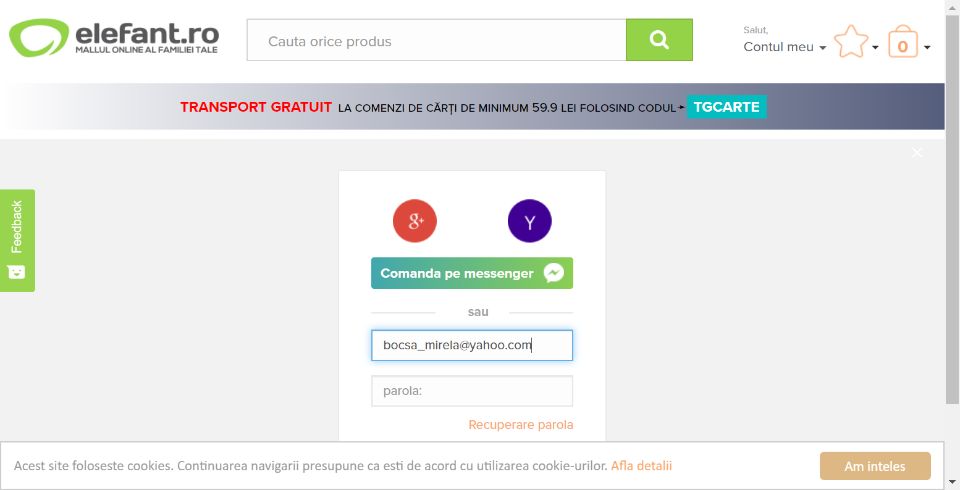 elefant.ro
MALLUL ONLINE AL FAMILIEI TALE
Cauta orice produs
Salut,
Contul meu
0
TRANSPORT GRATUIT LA COMENZI DE CĂRȚI DE MINIMUM 59.9 LEI FOLOSIND CODUL TGCARTE
Feedback
g+
Y
Comanda pe messenger
sau
bocsa_mirela@yahoo.com
parola:
Recuperare parola
Acest site foloseste cookies. Continuarea navigarii presupune ca esti de acord cu utilizarea cookie-urilor. Afla detalii
Am inteles